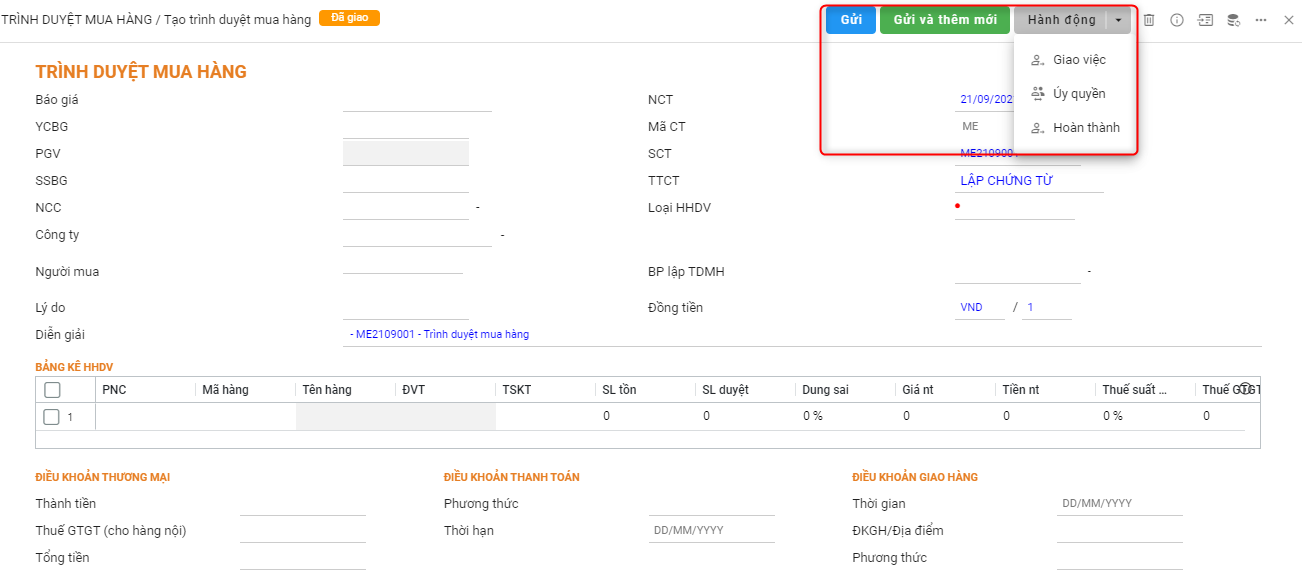 TRÌNH DUYỆT MUA HÀNG / Tạo trình duyệt mua hàng Đã giao Gửi Gửi và thêm mới Hành động
Giao việc
Ủy quyền
Hoàn thành
TRÌNH DUYỆT MUA HÀNG
Báo giá NCT 21/09/202
YCBG Mã CT ME
PGV SCT ME2109001
SSBG TTCT LẬP CHỨNG TỪ
NCC - Loại HHDV
Công ty -
Người mua BP lập TDMH -
Lý do Đồng tiền VND / 1
Diễn giải - ME2109001 - Trình duyệt mua hàng
BẢNG KÊ HHDV
PNC Mã hàng Tên hàng ĐVT TSKT SL tồn SL duyệt Dung sai Giá nt Tiền nt Thuế suất ... Thuế GTGT
1 0 0 0 % 0 0 0 % 0
ĐIỀU KHOẢN THƯƠNG MẠI ĐIỀU KHOẢN THANH TOÁN ĐIỀU KHOẢN GIAO HÀNG
Thành tiền Phương thức Thời gian DD/MM/YYYY
Thuế GTGT (cho hàng nội) Thời hạn DD/MM/YYYY ĐKGH/Địa điểm
Tổng tiền Phương thức